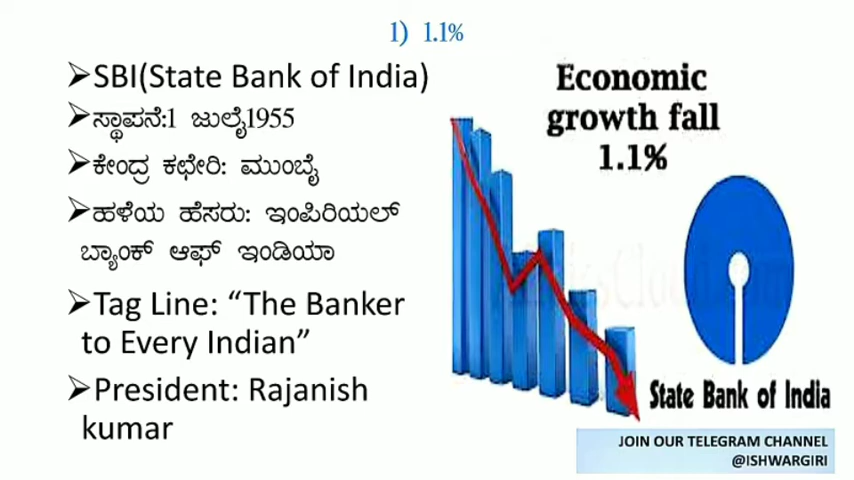 1) 1.1%
➢SBI(State Bank of India)
➢ಸ್ಥಾಪನೆ:1 ಜುಲೈ1955
➢ಕೇಂದ್ರ ಕಛೇರಿ: ಮುಂಬೈ
➢ಹಳೆಯ ಹೆಸರು: ಇಂಪಿರಿಯಲ್
ಬ್ಯಾಂಕ್ ಆಫ್ ಇಂಡಿಯಾ
➢Tag Line: “The Banker
to Every Indian”
➢President: Rajanish
kumar
Economic
growth fall
1.1%
State Bank of India
JOIN OUR TELEGRAM CHANNEL
@ISHWARGIRI